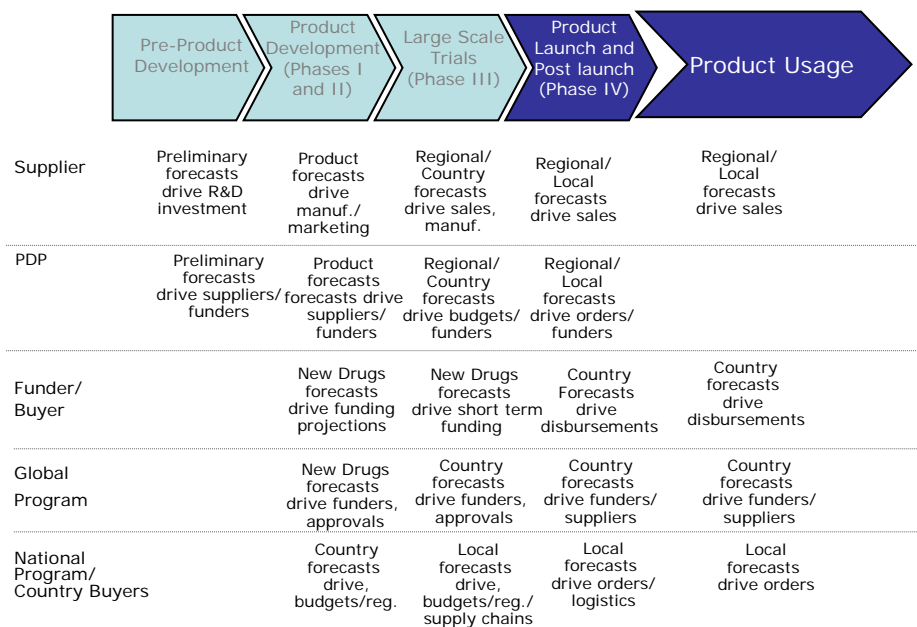 Pre-Product
Development
Product
Development
(Phases I
and II)
Large Scale
Trials
(Phase III)
Product
Launch and
Post launch
(Phase IV)
Product Usage
Supplier
Preliminary
forecasts
drive R&D
investment
Product
forecasts
drive
manuf./
marketing
Regional/
Country
forecasts
drive sales,
manuf.
Regional/
Local
forecasts
drive sales
Regional/
Local
forecasts
drive sales
PDP
Preliminary
forecasts
drive suppliers/
funders
Product
forecasts
forecasts drive
suppliers/
funders
Regional/
Country
forecasts
drive budgets/
funders
Regional/
Local
forecasts
drive orders/
funders
Funder/
Buyer
New Drugs
forecasts
drive funding
projections
New Drugs
forecasts
drive short term
funding
Country
Forecasts
drive
disbursements
Country
forecasts
drive
disbursements
Global
Program
New Drugs
forecasts
drive funders,
approvals
Country
forecasts
drive funders,
approvals
Country
forecasts
drive funders/
suppliers
Country
forecasts
drive funders/
suppliers
National
Program/
Country Buyers
Country
forecasts
drive,
budgets/reg.
Local
forecasts
drive,
budgets/reg./
supply chains
Local
forecasts
drive orders/
logistics
Local
forecasts
drive orders